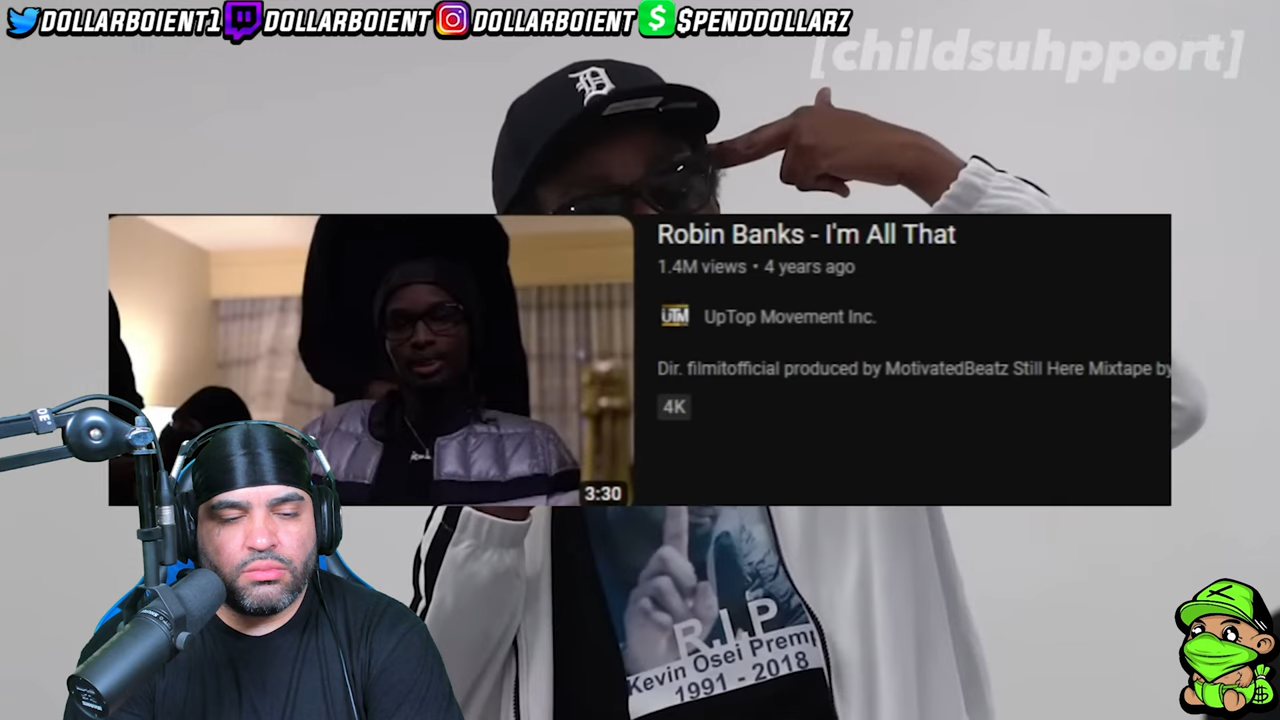 DOLLARBOIENT1 DOLLARBOIENT DOLLARBOIENT $PENDDOLLARZ
[childsuhpport]
D
Robin Banks - I'm All That
1.4M views • 4 years ago
UTM UpTop Movement Inc.
Dir. filmitofficial produced by MotivatedBeatz Still Here Mixtape by
4K
3:30
R.I.P
Kevin Osei Premp
1991 - 2018